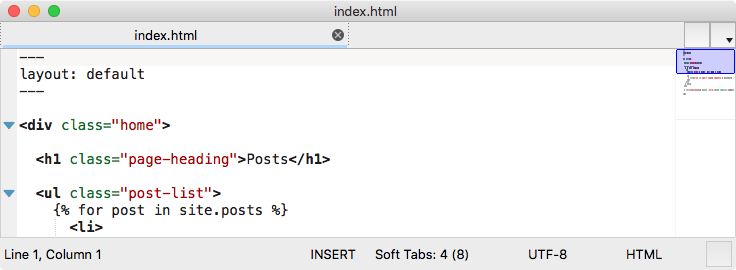 index.html
index.html
---
layout: default
---
<div class="home">
<h1 class="page-heading">Posts</h1>
<ul class="post-list">
{% for post in site.posts %}
<li>
Line 1, Column 1 INSERT Soft Tabs: 4 (8) UTF-8 HTML